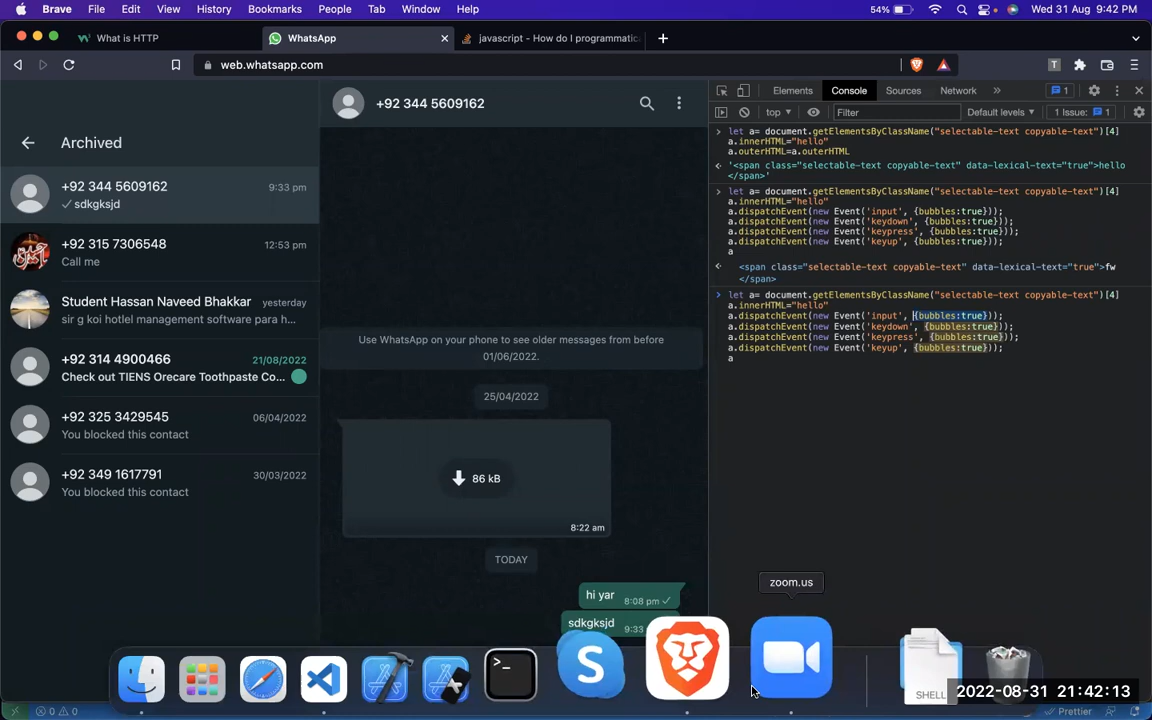 Brave File Edit View History Bookmarks People Tab Window Help 54% Wed 31 Aug 9:42 PM
What is HTTP WhatsApp javascript - How do I programmatic
web.whatsapp.com
Elements Console Sources Network 1
top Filter Default levels 1 Issue: 1
Archived
+92 344 5609162 9:33 pm
sdkgksjd
+92 315 7306548 12:53 pm
Call me
Student Hassan Naveed Bhakkar yesterday
sir g koi hotlel management software para h...
+92 314 4900466 21/08/2022
Check out TIENS Orecare Toothpaste Co...
+92 325 3429545 06/04/2022
You blocked this contact
+92 349 1617791 30/03/2022
You blocked this contact
+92 344 5609162
Use WhatsApp on your phone to see older messages from before
01/06/2022.
25/04/2022
86 kB
8:22 am
TODAY
hi yar 8:08 pm
sdkgksjd 9:33
let a= document.getElementsByClassName("selectable-text copyable-text")[4]
a.innerHTML="hello"
a.outerHTML=a.outerHTML
'<span class="selectable-text copyable-text" data-lexical-text="true">hello
</span>'
let a= document.getElementsByClassName("selectable-text copyable-text")[4]
a.innerHTML="hello"
a.dispatchEvent(new Event('input', {bubbles:true}));
a.dispatchEvent(new Event('keydown', {bubbles:true}));
a.dispatchEvent(new Event('keypress', {bubbles:true}));
a.dispatchEvent(new Event('keyup', {bubbles:true}));
a
<span class="selectable-text copyable-text" data-lexical-text="true">fw
</span>
let a= document.getElementsByClassName("selectable-text copyable-text")[4]
a.innerHTML="hello"
a.dispatchEvent(new Event('input', {bubbles:true}));
a.dispatchEvent(new Event('keydown', {bubbles:true}));
a.dispatchEvent(new Event('keypress', {bubbles:true}));
a.dispatchEvent(new Event('keyup', {bubbles:true}));
a
zoom.us
SHELL
2022-08-31 21:42:13
0 0 Prettier